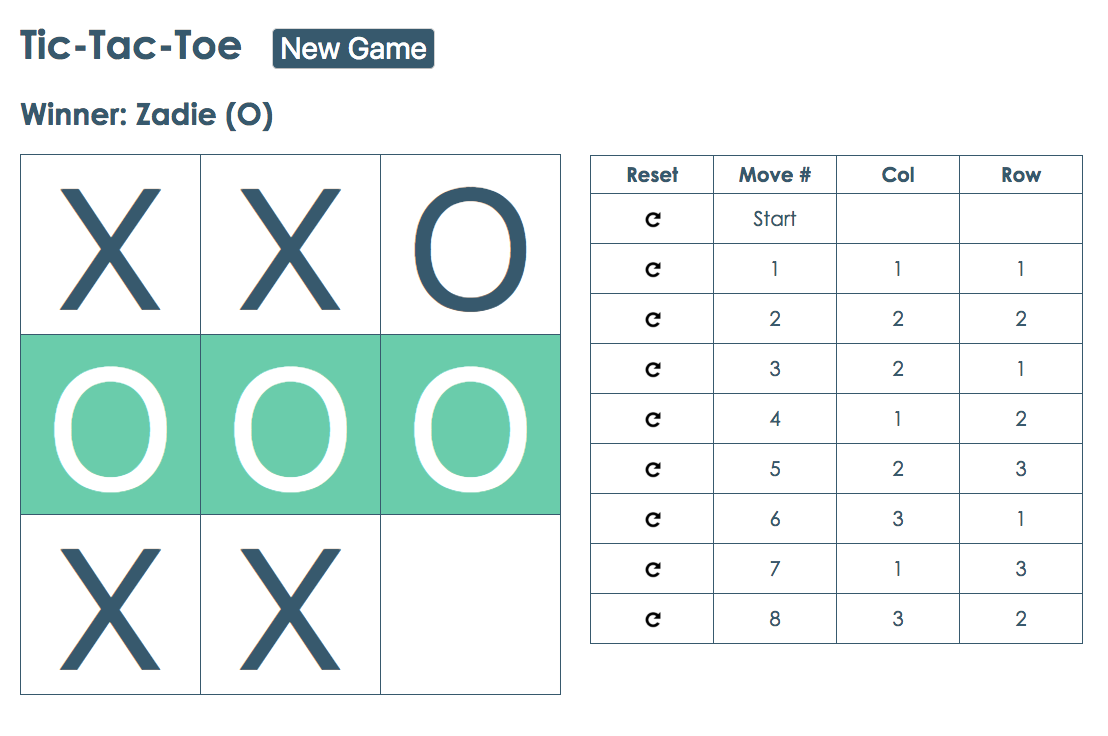 Tic-Tac-Toe New Game
Winner: Zadie (O)
X X O
O O O
X X
Reset Move # Col Row
Start
1 1 1
2 2 2
3 2 1
4 1 2
5 2 3
6 3 1
7 1 3
8 3 2